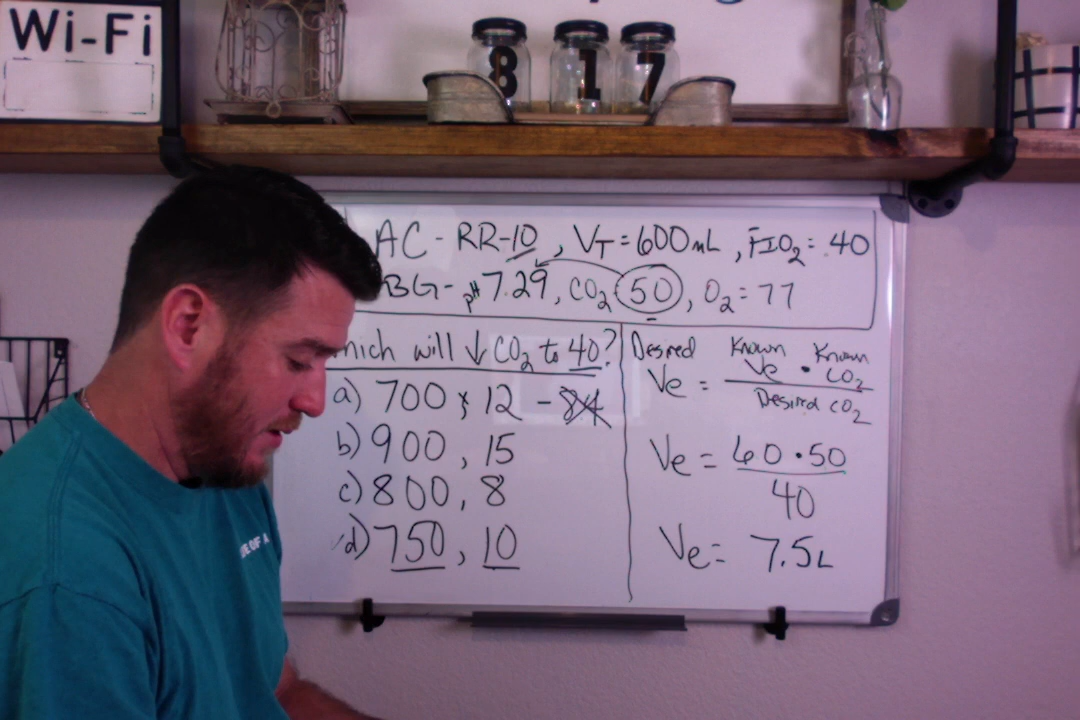 Wi-Fi
8 1 7
AC - RR-10, VT = 600mL, FIO2 = .40
BG - pH 7.29, CO2 50, O2 = 77
hich will ↓ CO2 to 40?
a) 700 x 12 - 84
b) 900, 15
c) 800, 8
d) 750, 10
Desired Known Known
Ve = Ve · CO2
Desired CO2
Ve = 60 · 50
40
Ve = 7.5L
OF A